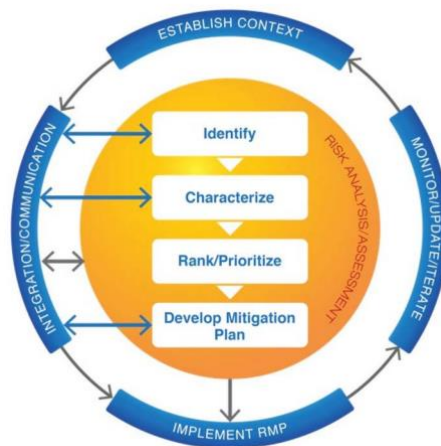 ESTABLISH CONTEXT
INTEGRATION/COMMUNICATION
Identify
Characterize
Rank/Prioritize
Develop Mitigation
Plan
RISK ANALYSIS/ASSESSMENT
MONITOR/UPDATE/ITERATE
IMPLEMENT RMP